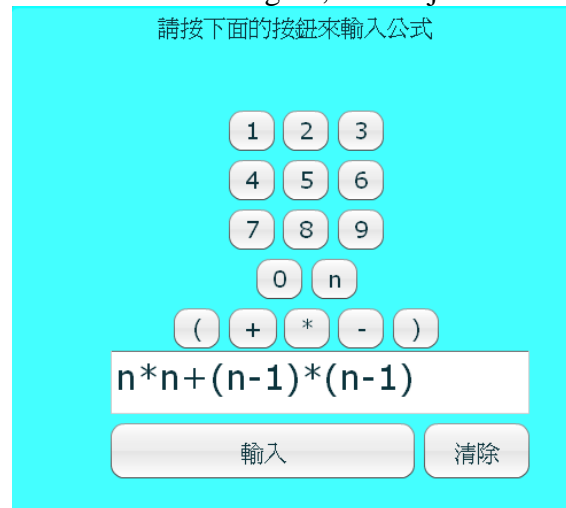 請按下面的按鈕來輸入公式
1 2 3
4 5 6
7 8 9
0 n
( + * - )
n*n+(n-1)*(n-1)
輸入 清除